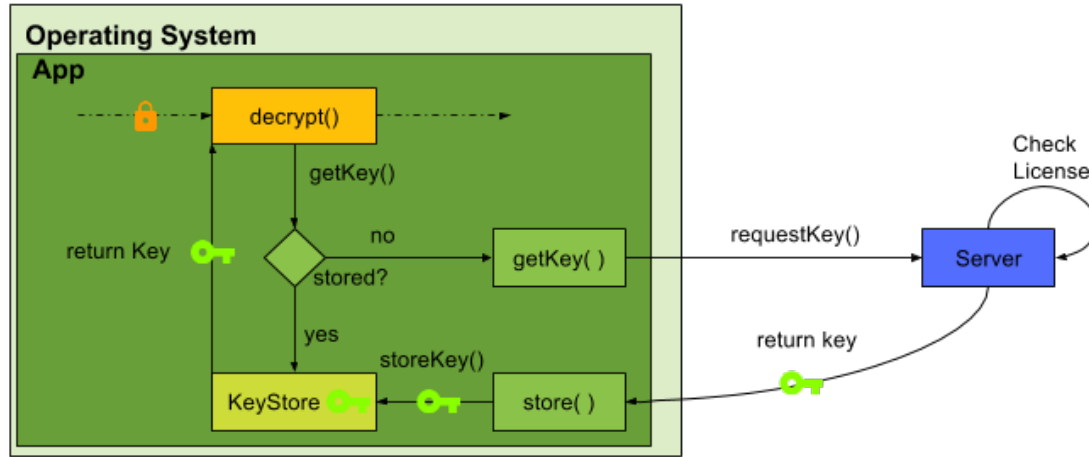 Operating System
App
decrypt()
getKey()
Check
License
return Key
no
requestKey()
getKey( )
Server
stored?
yes
return key
storeKey()
KeyStore
store( )